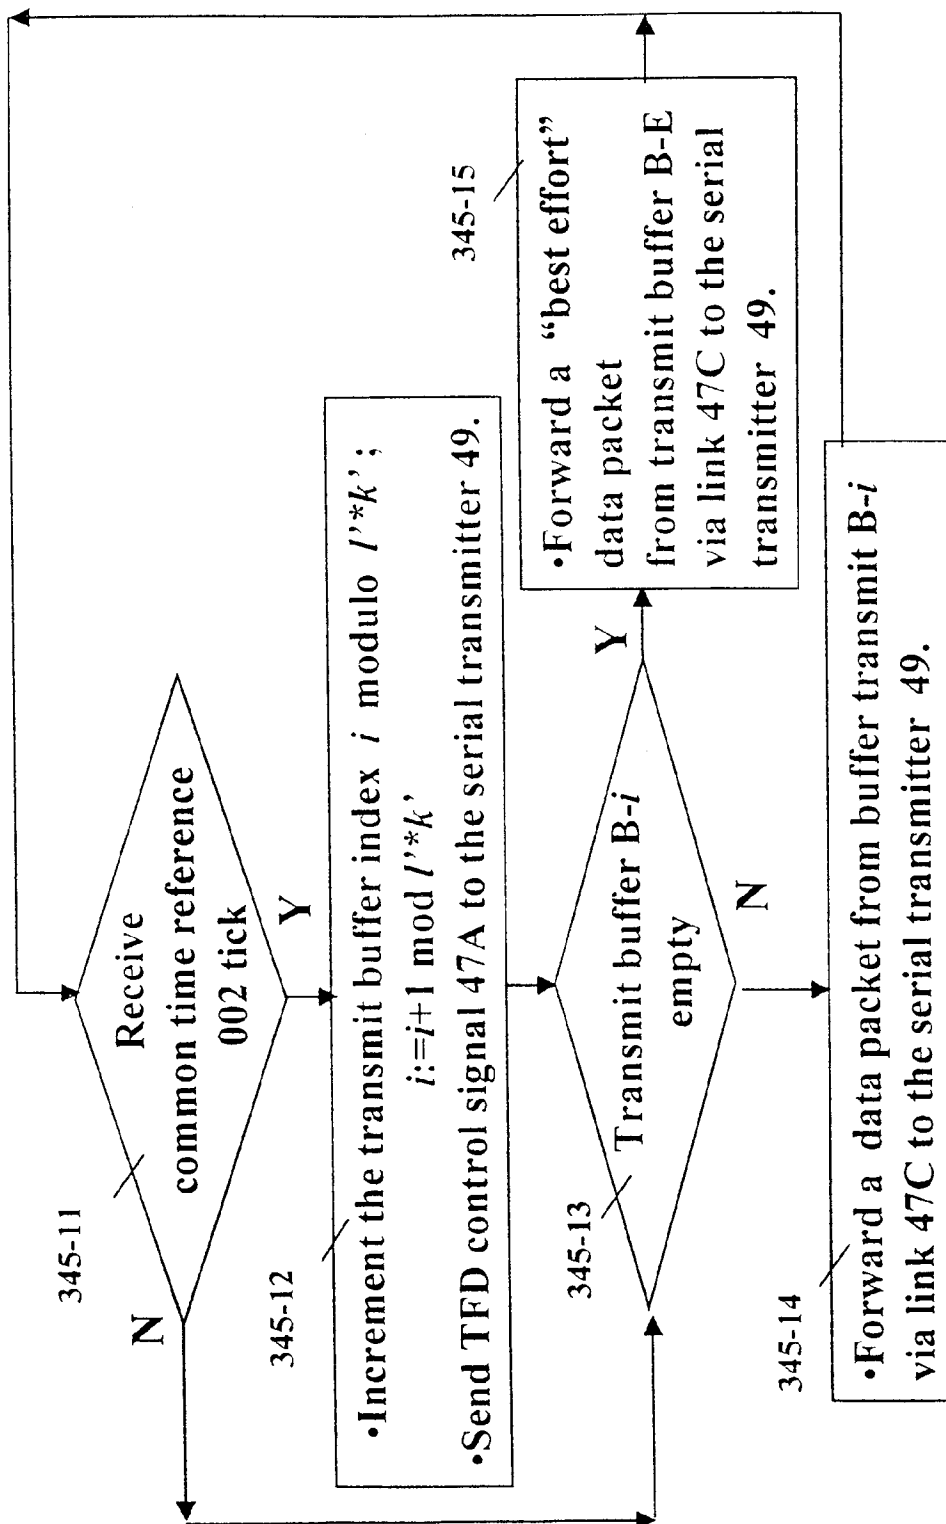 345-11
Receive
common time reference
002 tick
N
Y
345-12
•Increment the transmit buffer index i modulo l'*k' ;
i:=i+1 mod l'*k'
•Send TFD control signal 47A to the serial transmitter 49.
345-13
Transmit buffer B-i
empty
Y
N
345-15
•Forward a “best effort”
data packet
from transmit buffer B-E
via link 47C to the serial
transmitter 49.
345-14
•Forward a data packet from buffer transmit B-i
via link 47C to the serial transmitter 49.